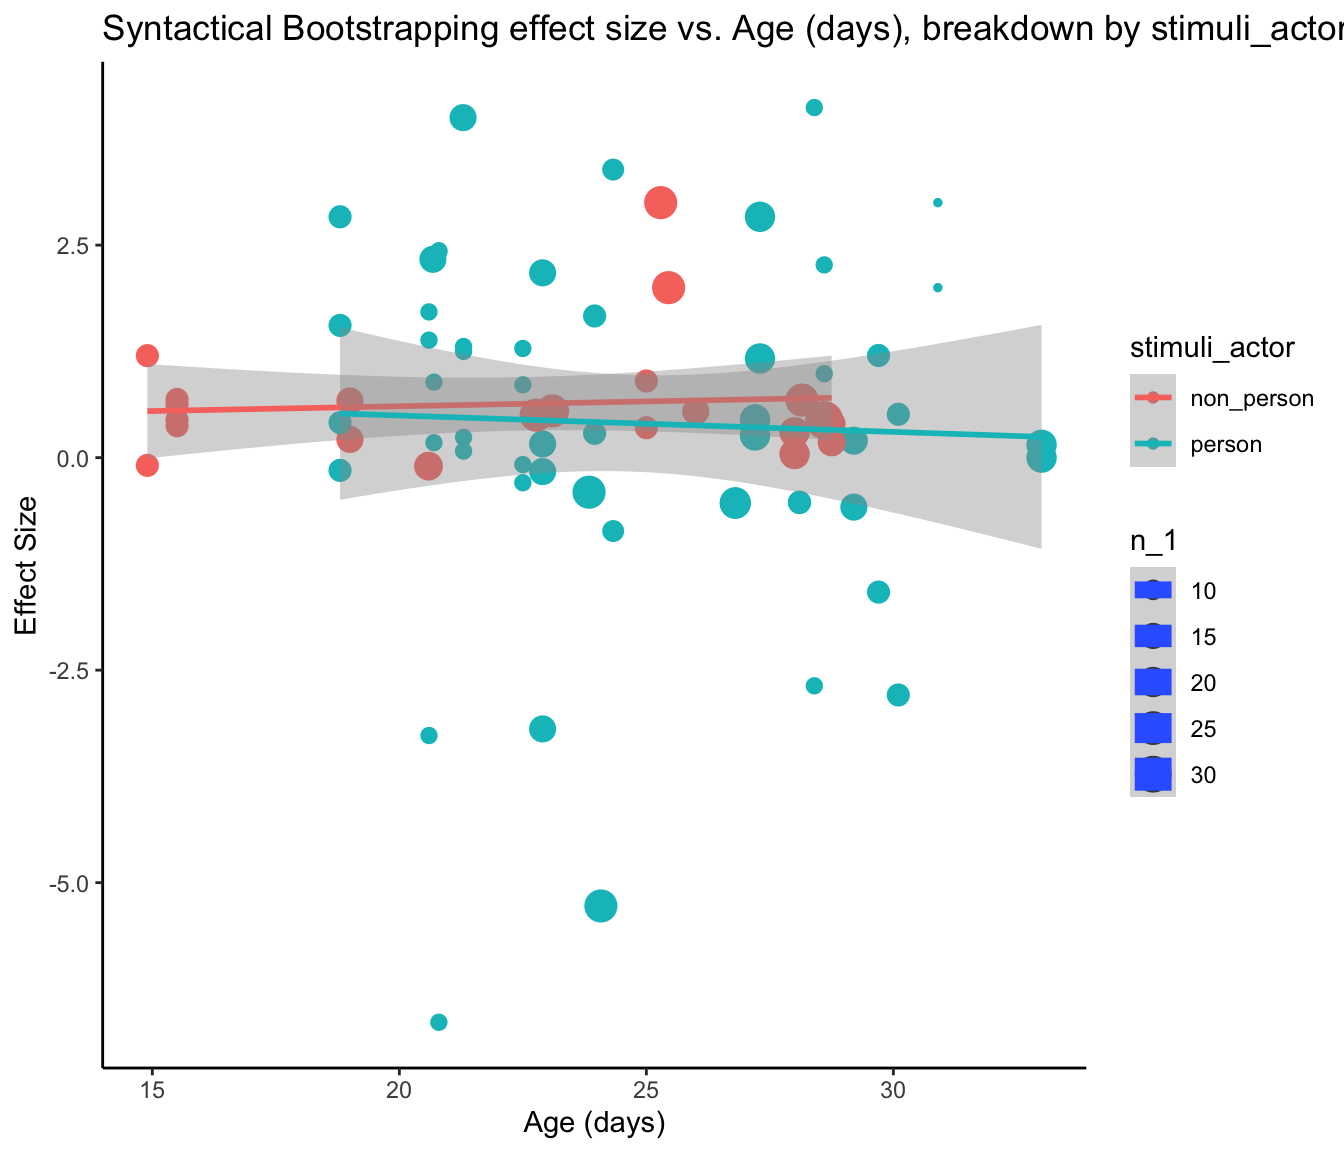 Syntactical Bootstrapping effect size vs. Age (days), breakdown by stimuli_actor
2.5
0.0
-2.5
-5.0
Effect Size
15
20
25
30
Age (days)
stimuli_actor
non_person
person
n_1
10
15
20
25
30